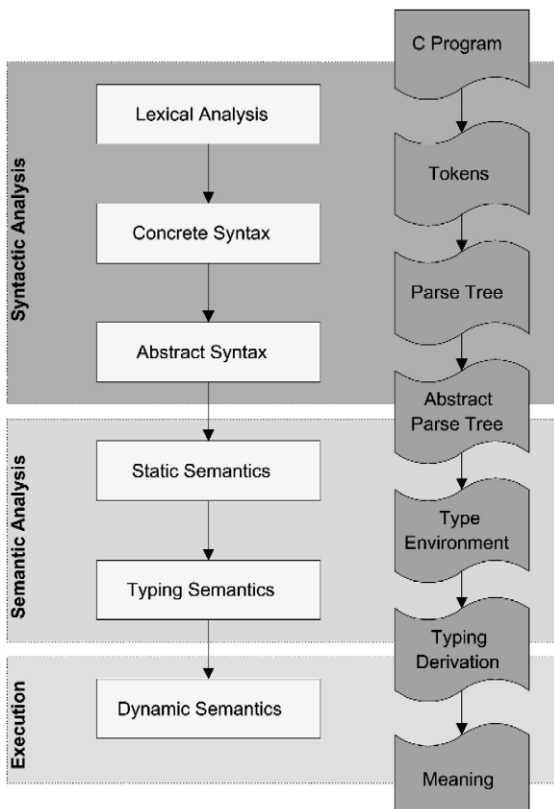 C Program
Syntactic Analysis
Lexical Analysis
Tokens
Concrete Syntax
Parse Tree
Abstract Syntax
Abstract
Parse Tree
Semantic Analysis
Static Semantics
Type
Environment
Typing Semantics
Typing
Derivation
Execution
Dynamic Semantics
Meaning